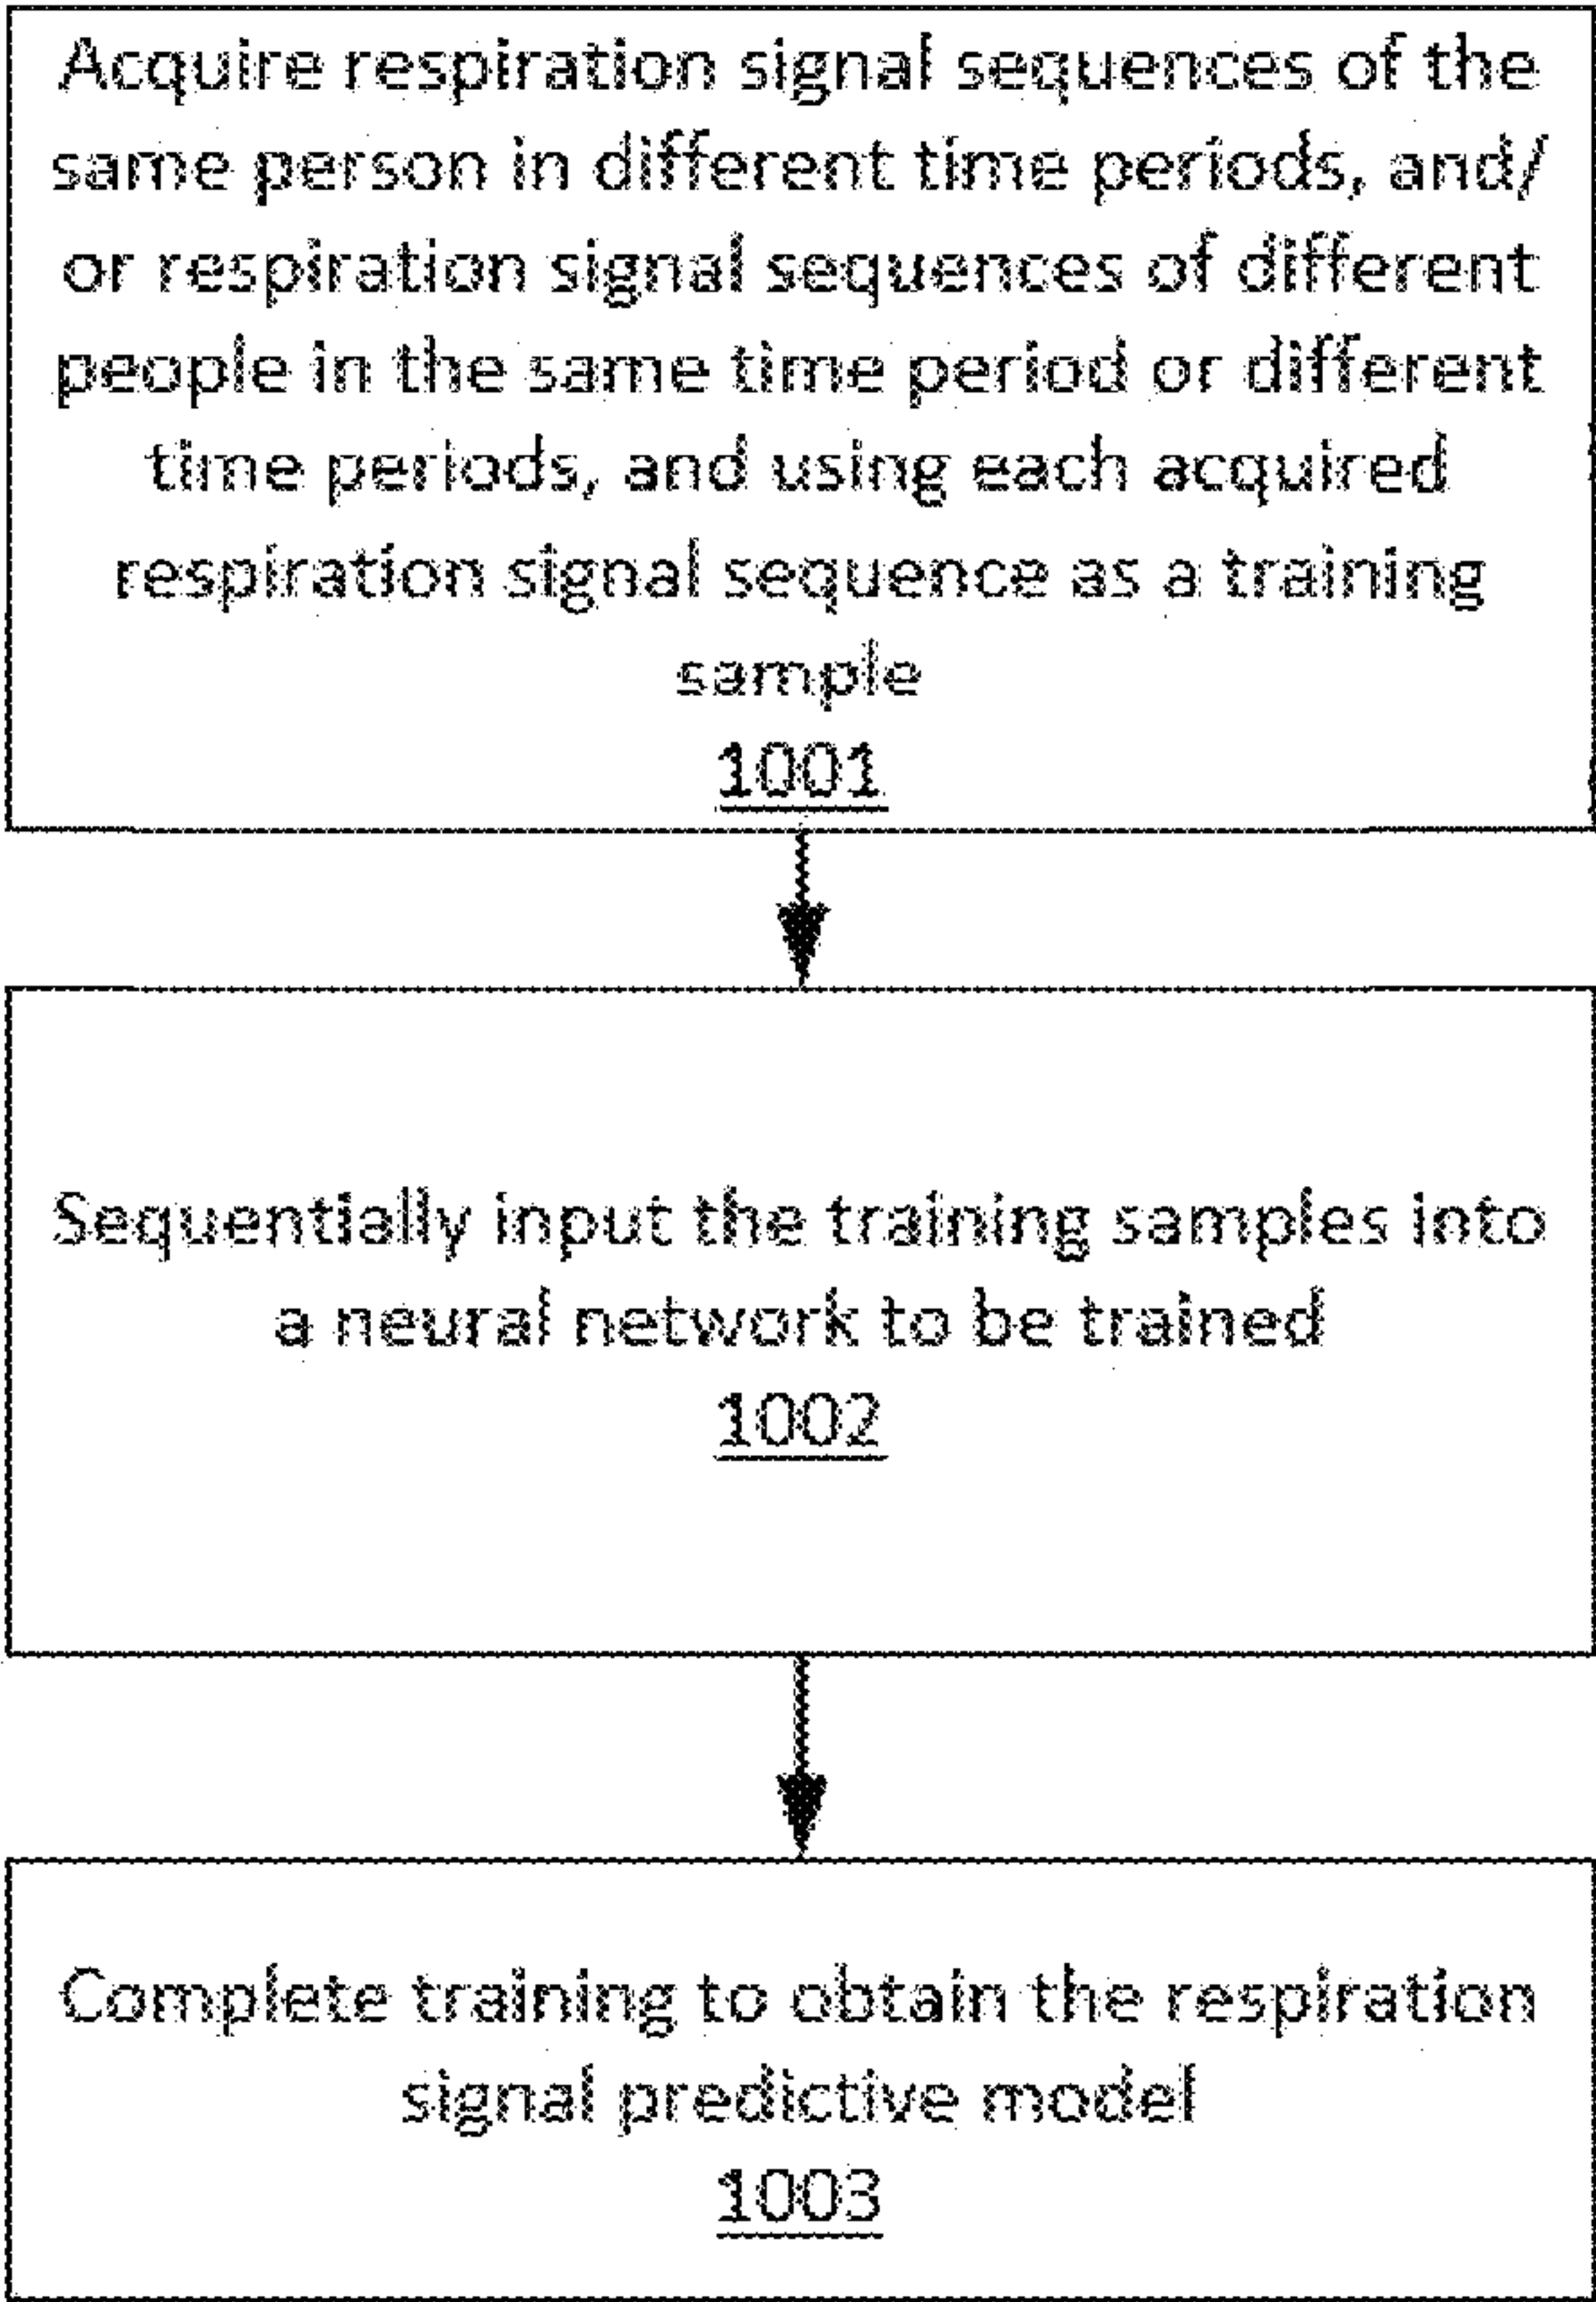 Acquire respiration signal sequences of the
same person in different time periods, and/
or respiration signal sequences of different
people in the same time period or different
time periods, and using each acquired
respiration signal sequence as a training
sample
1001
Sequentially input the training samples into
a neural network to be trained
1002
Complete training to obtain the respiration
signal predictive model
1003